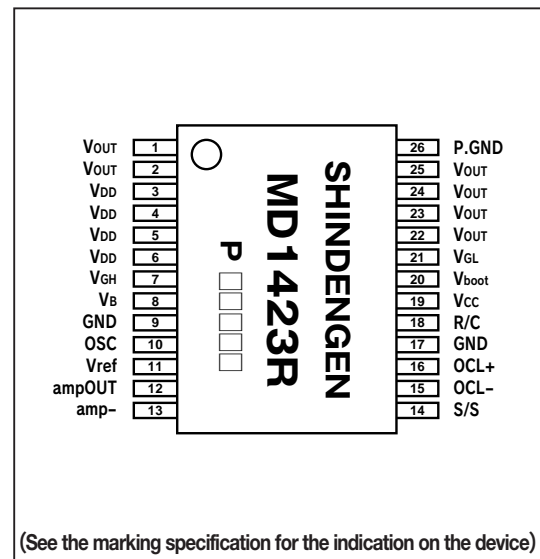 VOUT 1
VOUT 2
VDD 3
VDD 4
VDD 5
VDD 6
VGH 7
VB 8
GND 9
OSC 10
Vref 11
ampOUT 12
amp– 13
SHINDENGEN
MD1423R
P□□□□□
26 P.GND
25 VOUT
24 VOUT
23 VOUT
22 VOUT
21 VGL
20 Vboot
19 VCC
18 R/C
17 GND
16 OCL+
15 OCL–
14 S/S
(See the marking specification for the indication on the device)